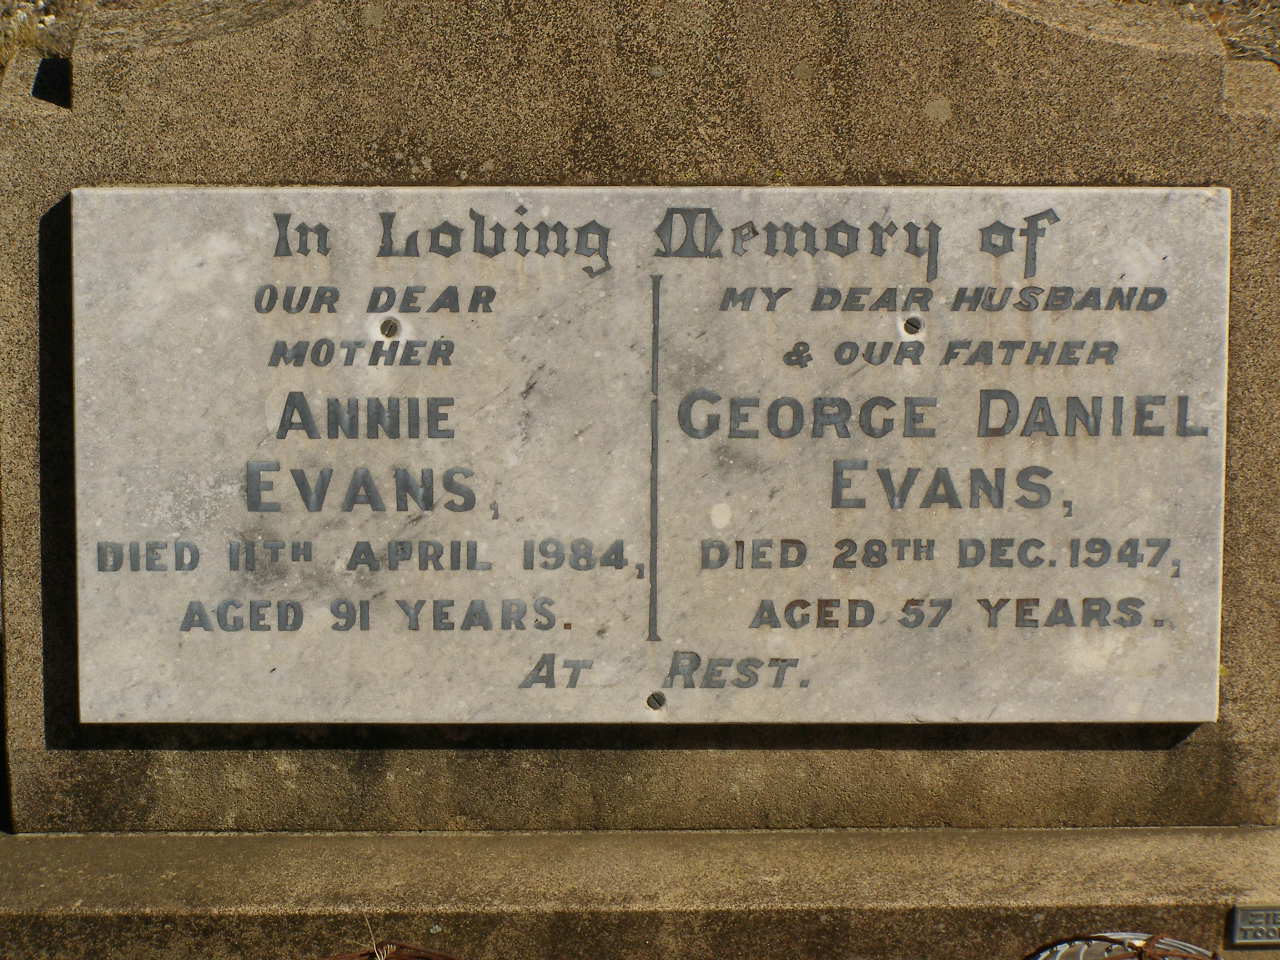 In Loving Memory of
OUR DEAR
MOTHER
ANNIE
EVANS,
DIED 11TH APRIL 1984,
AGED 91 YEARS.
MY DEAR HUSBAND
& OUR FATHER
GEORGE DANIEL
EVANS,
DIED 28TH DEC. 1947,
AGED 57 YEARS.
AT REST.